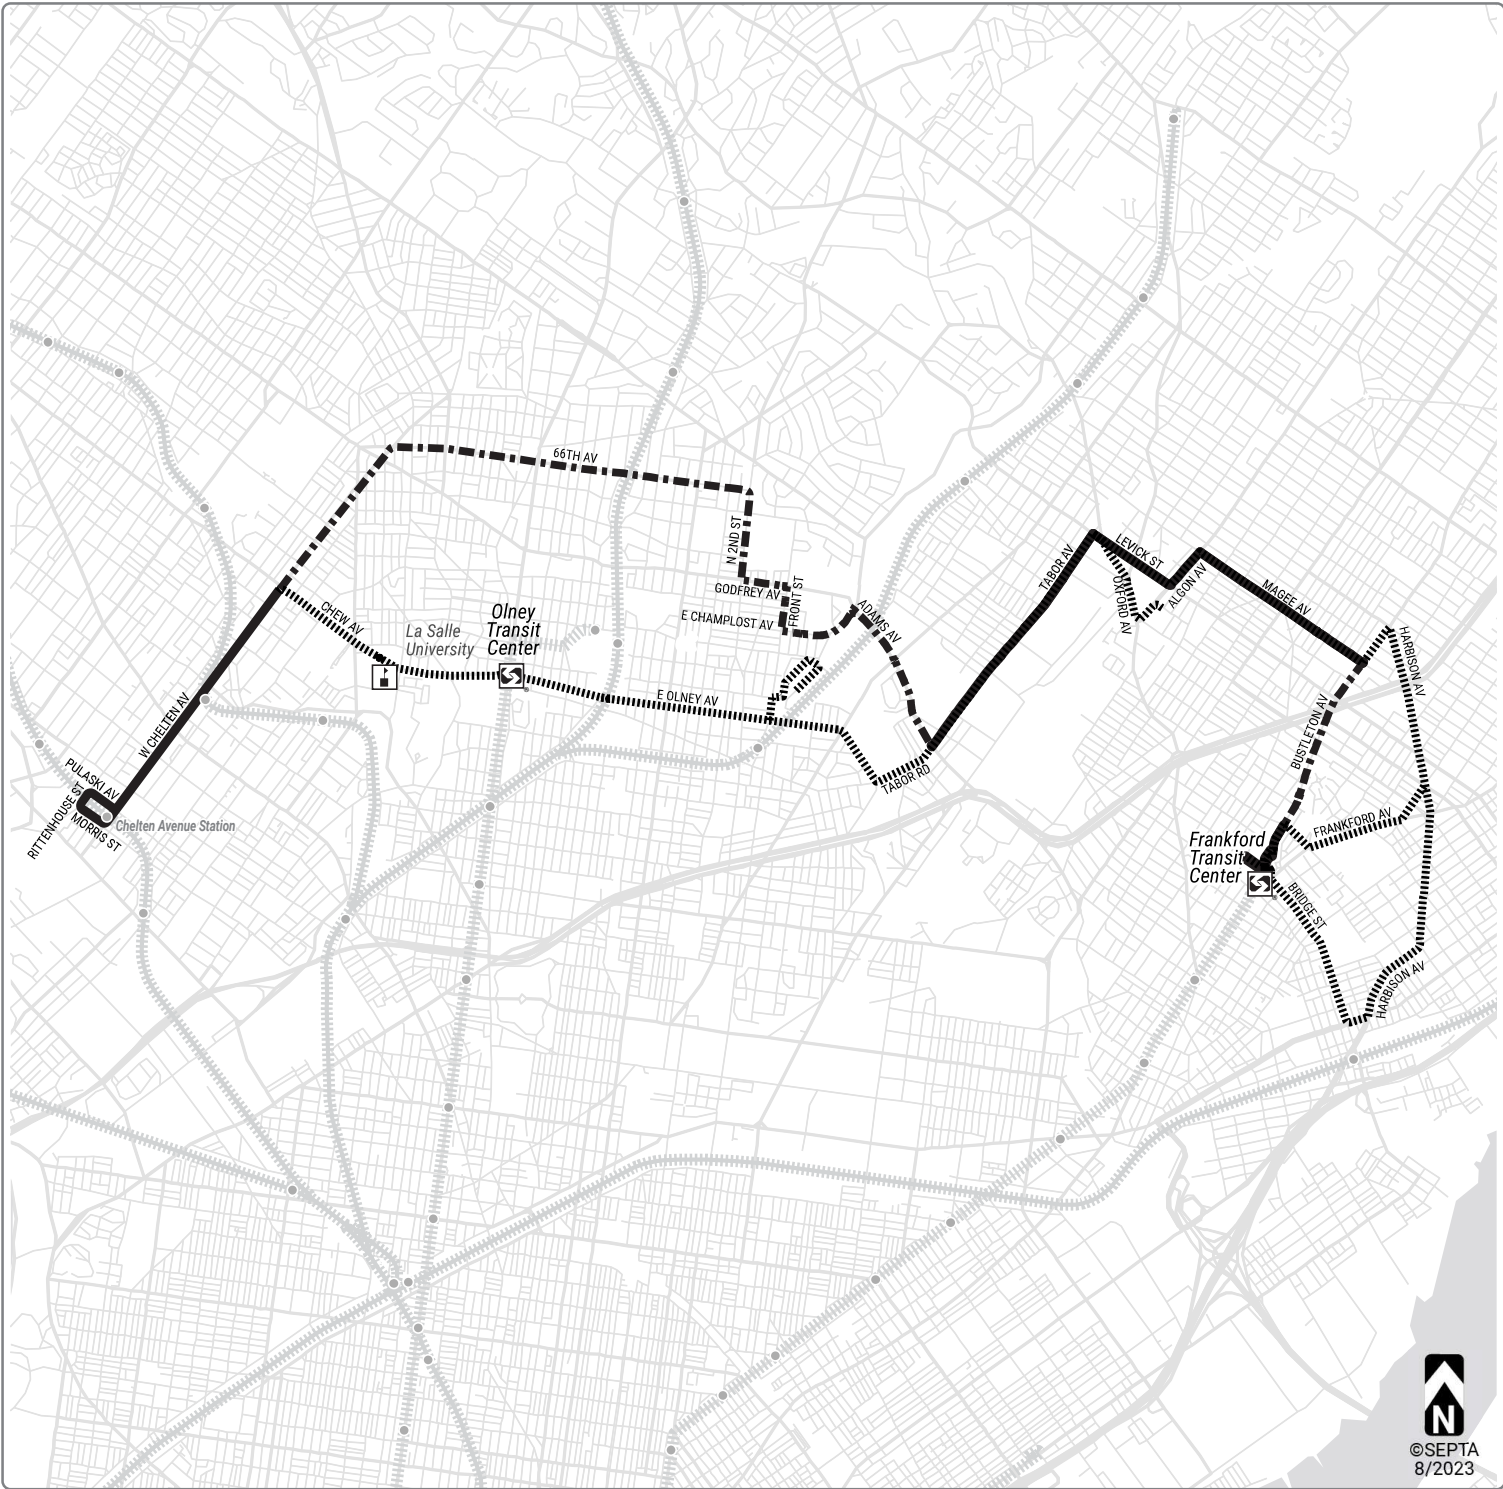 66TH AV
N 2ND ST
GODFREY AV
FRONT ST
E CHAMPLOST AV
ADAMS AV
TABOR AV
LEVICK ST
OXFORD AV
ALGON AV
MAGEE AV
HARBISON AV
CHEW AV
La Salle
University
Olney
Transit
Center
E OLNEY AV
TABOR RD
BUSTLETON AV
W CHELTEN AV
PULASKI AV
RITTENHOUSE ST
MORRIS ST
Chelten Avenue Station
FRANKFORD AV
Frankford
Transit
Center
BRIDGE ST
HARBISON AV
N
©SEPTA
8/2023